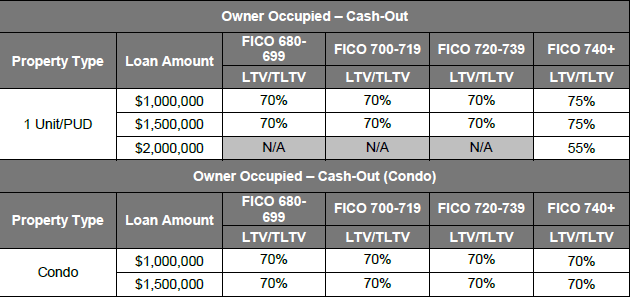 Owner Occupied – Cash-Out
Property Type Loan Amount FICO 680-699 FICO 700-719 FICO 720-739 FICO 740+
LTV/TLTV LTV/TLTV LTV/TLTV LTV/TLTV
1 Unit/PUD $1,000,000 70% 70% 70% 75%
$1,500,000 70% 70% 70% 75%
$2,000,000 N/A N/A N/A 55%
Owner Occupied – Cash-Out (Condo)
Property Type Loan Amount FICO 680-699 FICO 700-719 FICO 720-739 FICO 740+
LTV/TLTV LTV/TLTV LTV/TLTV LTV/TLTV
Condo $1,000,000 70% 70% 70% 70%
$1,500,000 70% 70% 70% 70%